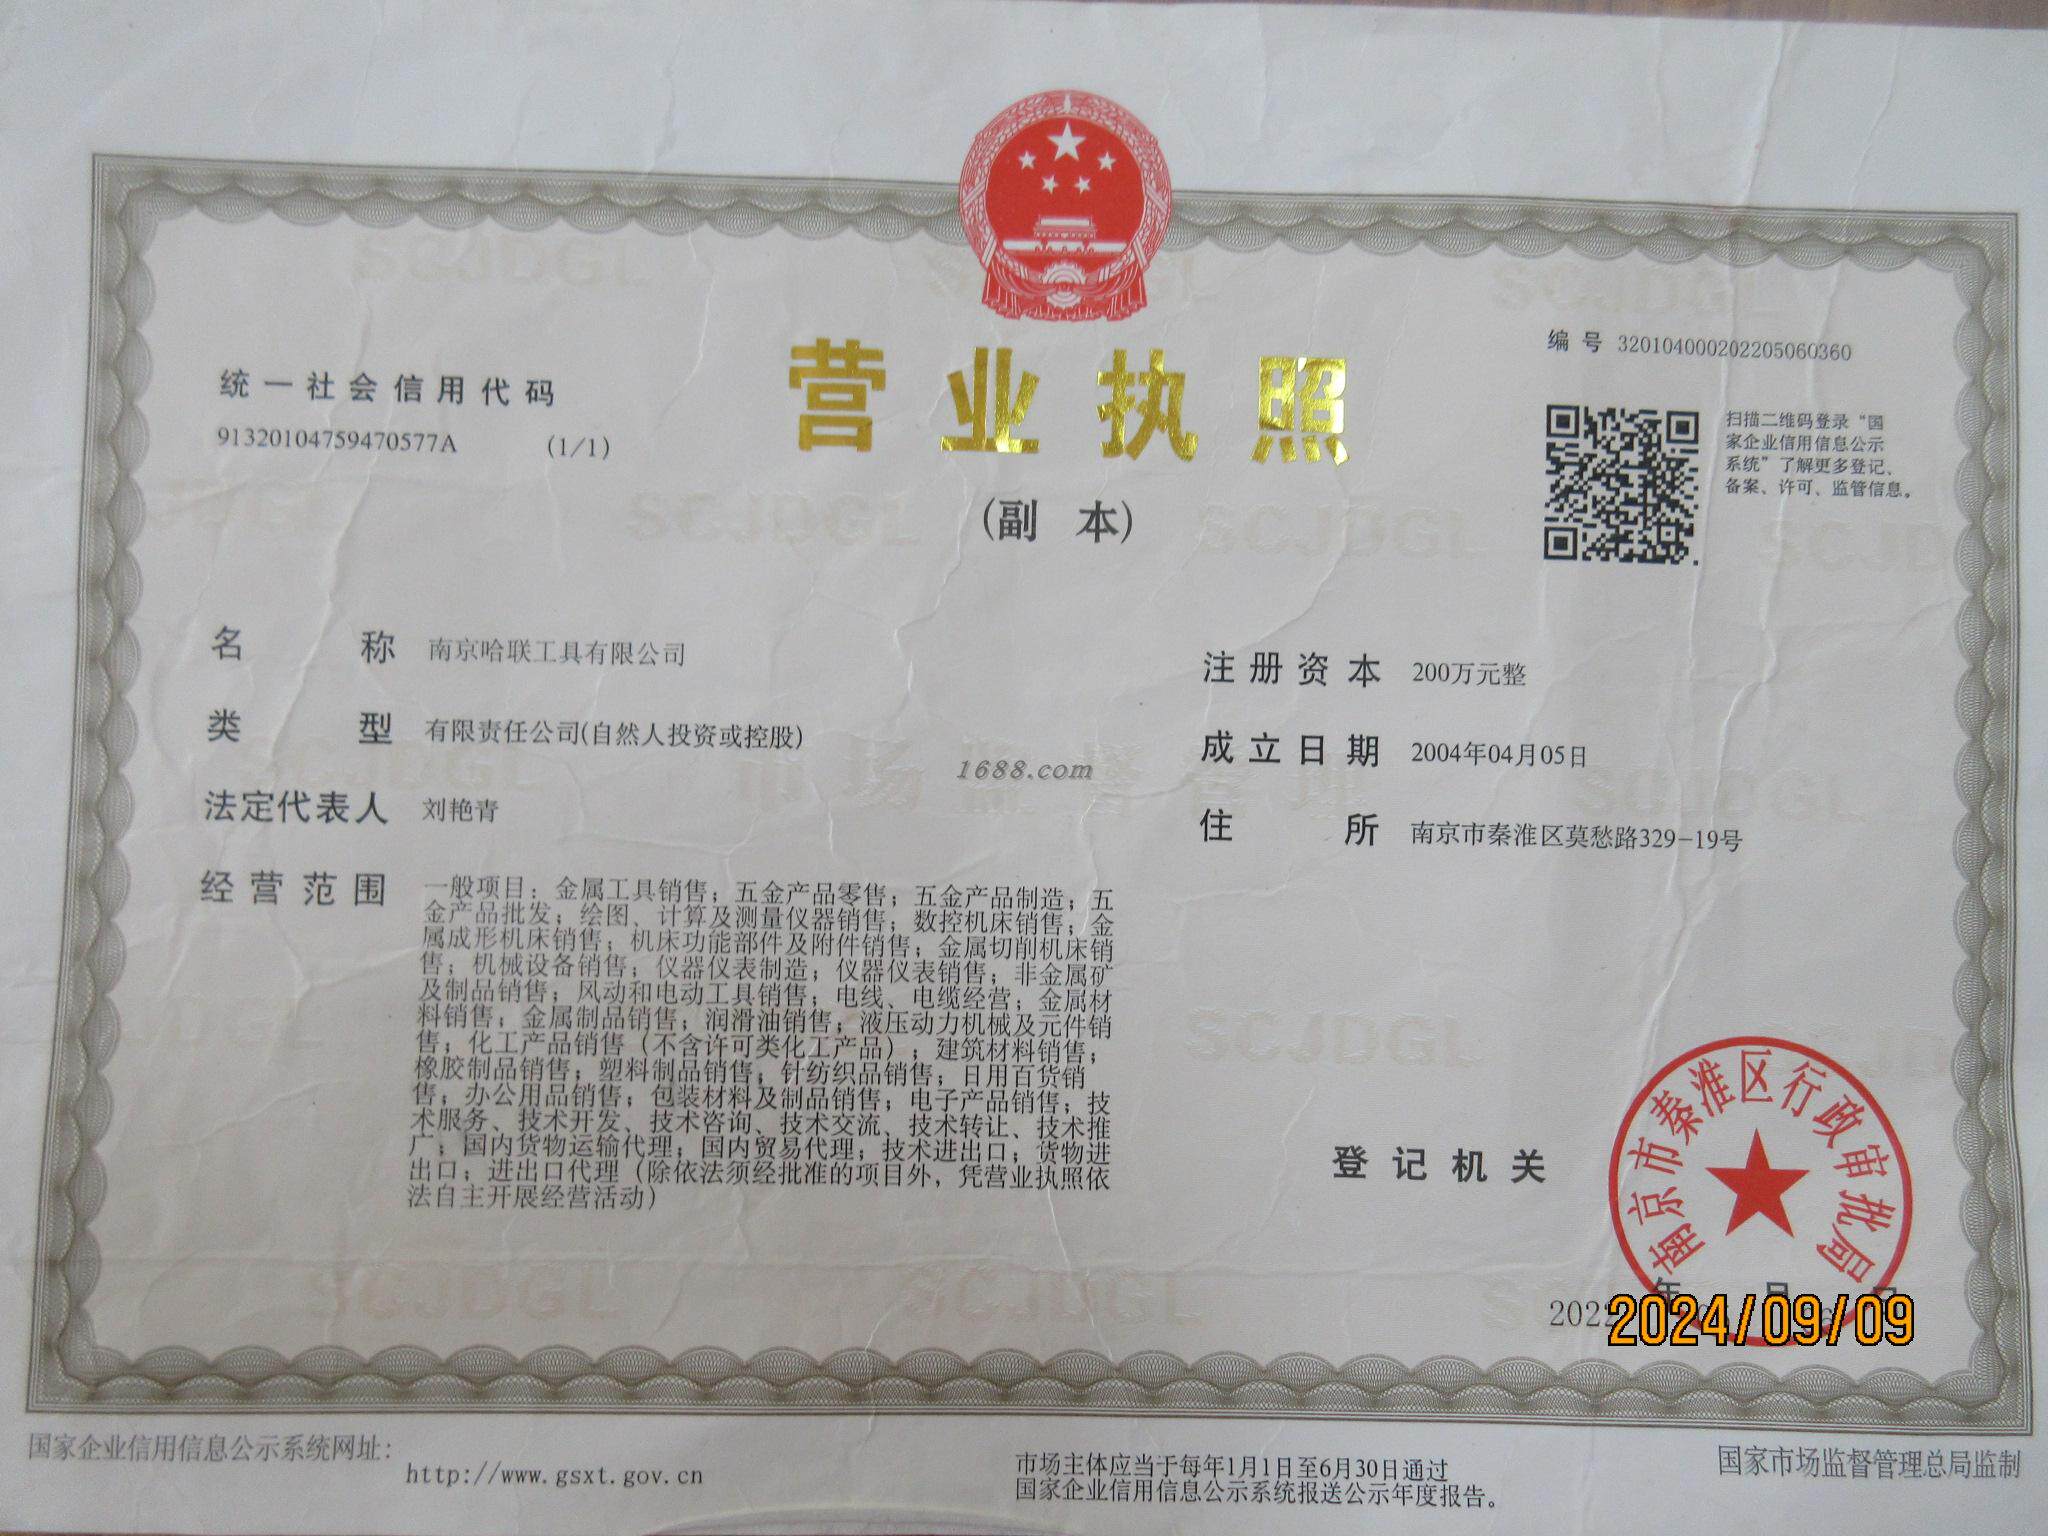 营业执照
(副 本)
编号 320104000202205060360
统一社会信用代码
91320104759470577A (1/1)
扫描二维码登录“国
家企业信用信息公示
系统”了解更多登记、
备案、许可、监管信息。
名 称 南京哈联工具有限公司
类 型 有限责任公司(自然人投资或控股)
法定代表人 刘艳青
经营范围 一般项目：金属工具销售；五金产品零售；五金产品制造；五
金产品批发；绘图、计算及测量仪器销售；数控机床销售；金
属成形机床销售；机床功能部件及附件销售；金属切削机床销
售；机械设备销售；仪器仪表制造；仪器仪表销售；非金属矿
及制品销售；风动和电动工具销售；电线、电缆经营；金属材
料销售；金属制品销售；润滑油销售；液压动力机械及元件销
售；化工产品销售（不含许可类化工产品）；建筑材料销售；
橡胶制品销售；塑料制品销售；针纺织品销售；日用百货销
售；办公用品销售；包装材料及制品销售；电子产品销售；技
术服务、技术开发、技术咨询、技术交流、技术转让、技术推
广；国内货物运输代理；国内贸易代理；技术进出口；货物进
出口；进出口代理（除依法须经批准的项目外，凭营业执照依
法自主开展经营活动）
注册资本 200万元整
成立日期 2004年04月05日
住 所 南京市秦淮区莫愁路329-19号
1688.com
登记机关
南京市秦淮区行政审批局
2022年 月 日
2024/09/09
国家企业信用信息公示系统网址：
http://www.gsxt.gov.cn
市场主体应当于每年1月1日至6月30日通过
国家企业信用信息公示系统报送公示年度报告。
国家市场监督管理总局监制
SCJDGL